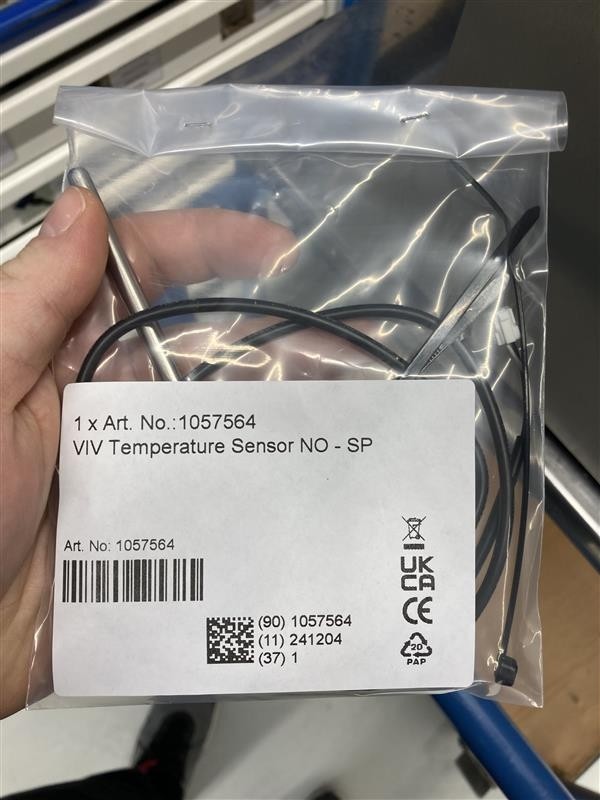 1 x Art. No.:1057564
VIV Temperature Sensor NO - SP
Art. No: 1057564
(90) 1057564
(11) 241204
(37) 1
UK
CA
CE
20
PAP